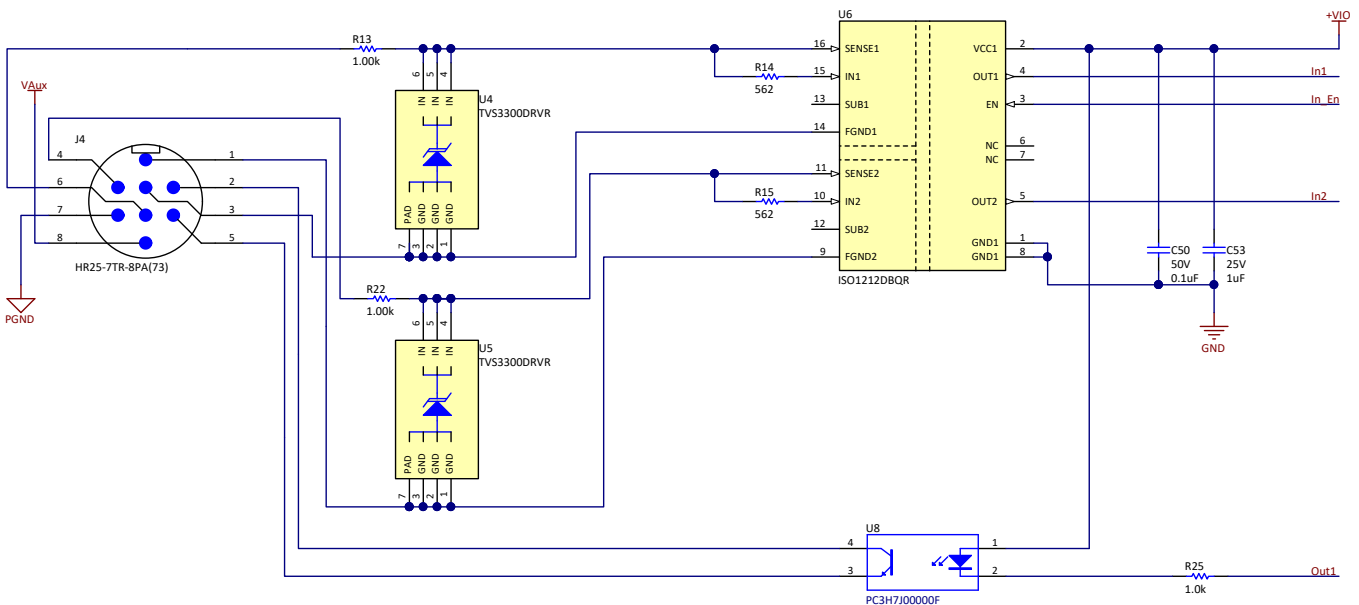 U6
+VIO
R13
16
SENSE1
VCC1
2
1.00k
R14
15
IN1
OUT1
4
In1
562
6
5
4
VAux
U4
TVS3300DRVR
IN
IN
IN
13
SUB1
EN
3
In_En
J4
14
FGND1
NC
6
NC
7
4
1
11
SENSE2
6
2
R15
10
IN2
OUT2
5
In2
562
7
3
PAD
GND
GND
GND
12
SUB2
8
5
7
3
2
1
9
FGND2
GND1
1
GND1
8
C50
50V
0.1uF
C53
25V
1uF
HR25-7TR-8PA(73)
ISO1212DBQR
R22
1.00k
PGND
GND
6
5
4
U5
TVS3300DRVR
IN
IN
IN
PAD
GND
GND
GND
7
3
2
1
U8
4
1
3
2
R25
Out1
1.0k
PC3H7J00000F